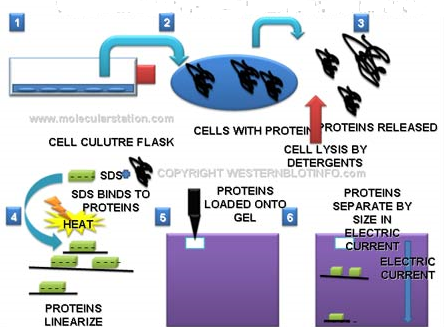 1
2
3
www.molecularstation.com
CELL CULUTRE FLASK
CELLS WITH PROTEIN
PROTEINS RELEASED
CELL LYSIS BY
DETERGENTS
COPYRIGHT WESTERNBLOTINFO.com
SDS
SDS BINDS TO
PROTEINS
4
HEAT
PROTEINS
LINEARIZE
5
PROTEINS
LOADED ONTO
GEL
6
PROTEINS
SEPARATE BY
SIZE IN
ELECTRIC
CURRENT
ELECTRIC
CURRENT